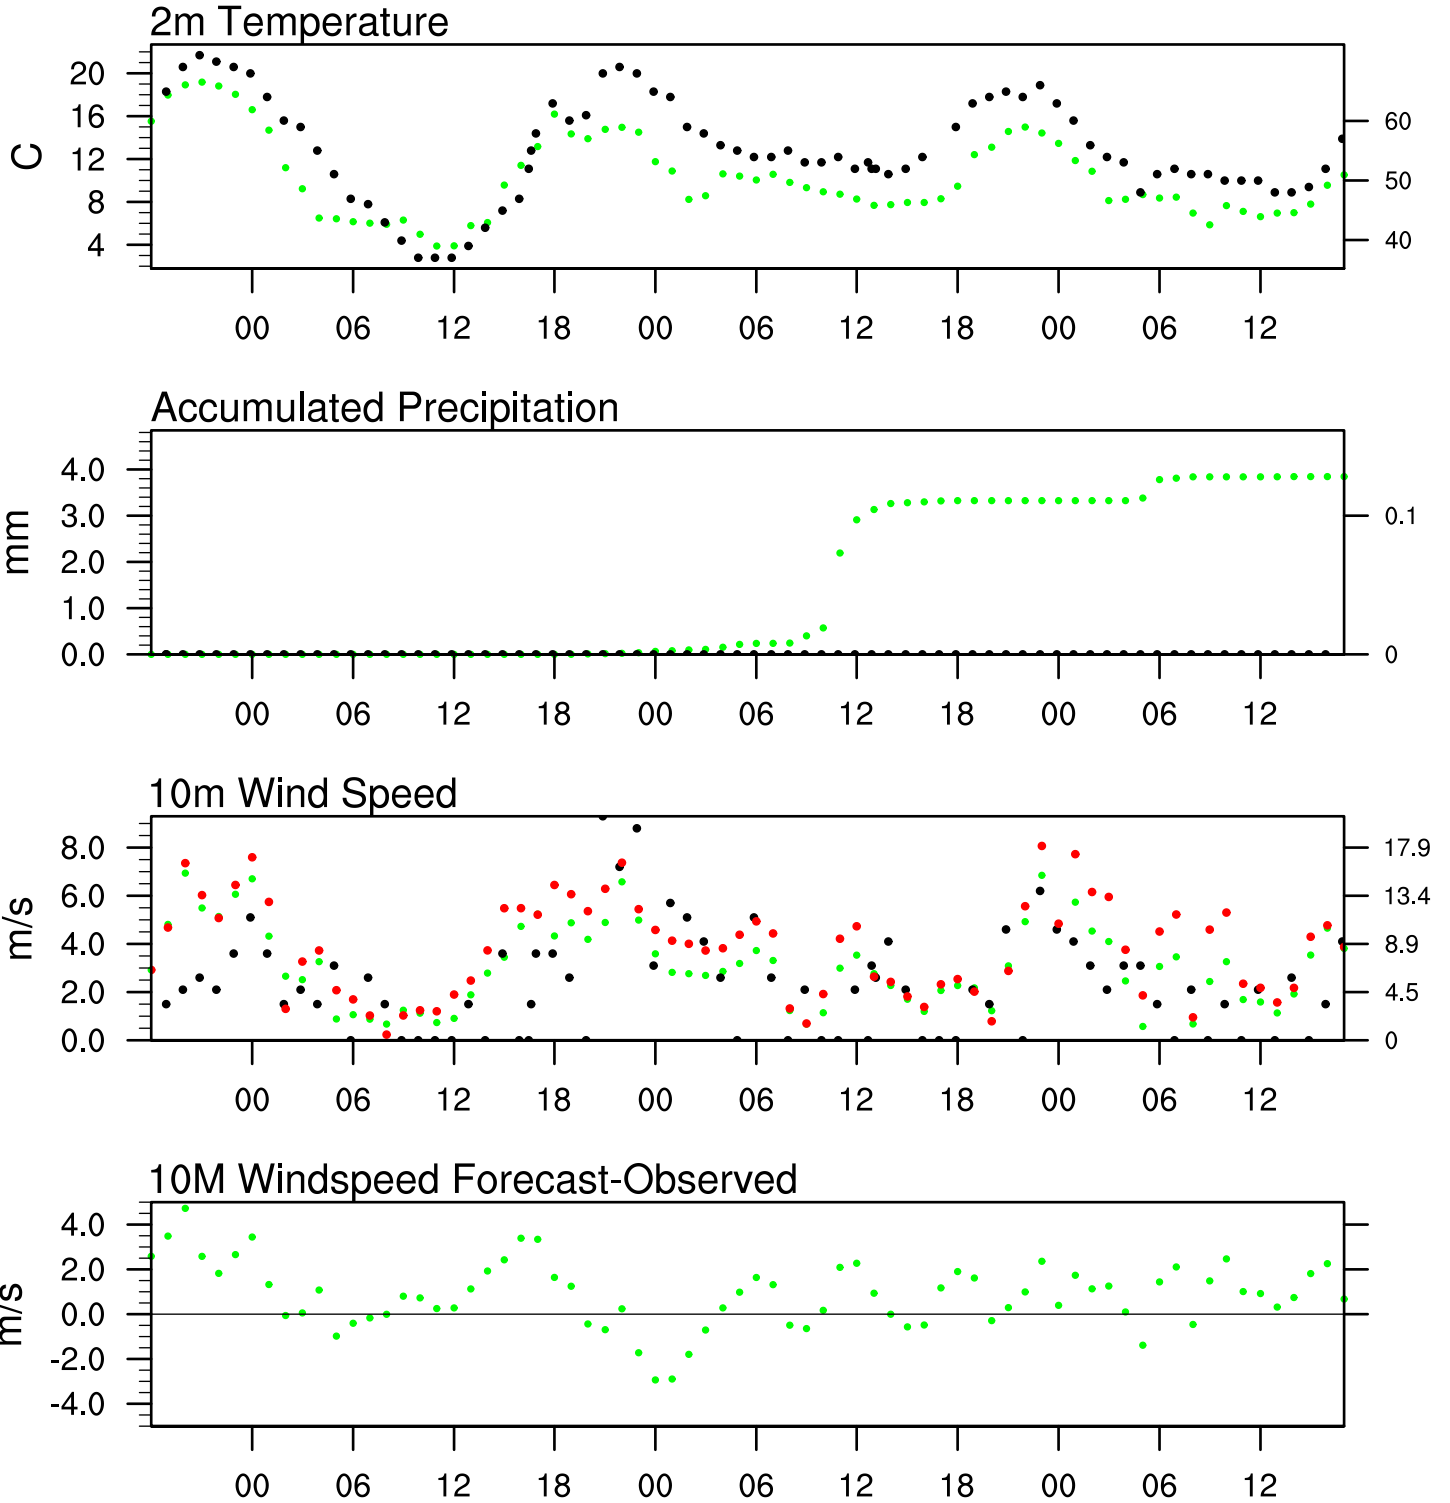 2m Temperature
20
16
12
8
4
C
60
50
40
00 06 12 18 00 06 12 18 00 06 12
Accumulated Precipitation
4.0
3.0
2.0
1.0
0.0
mm
0.1
0
00 06 12 18 00 06 12 18 00 06 12
10m Wind Speed
8.0
6.0
4.0
2.0
0.0
m/s
17.9
13.4
8.9
4.5
0
00 06 12 18 00 06 12 18 00 06 12
10M Windspeed Forecast-Observed
4.0
2.0
0.0
-2.0
-4.0
m/s
00 06 12 18 00 06 12 18 00 06 12